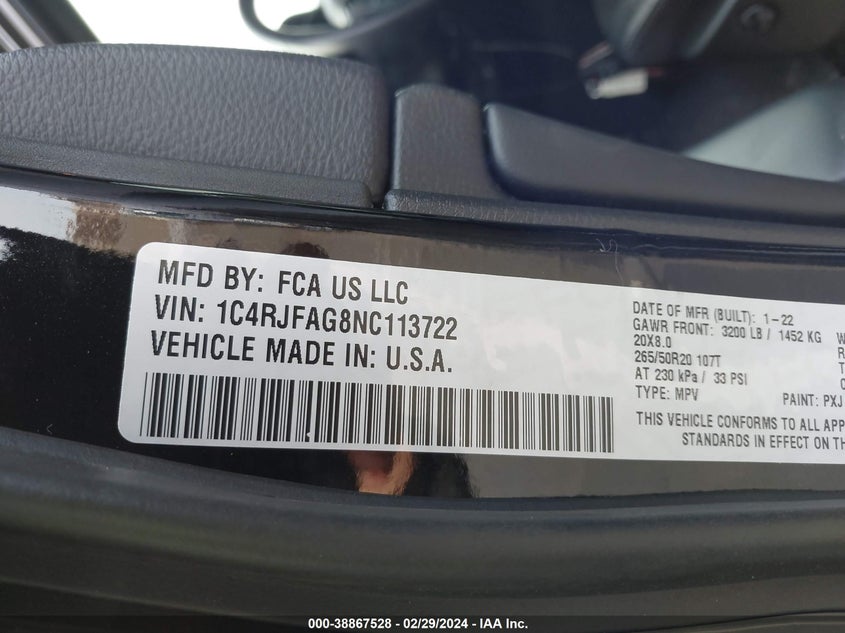 MFD BY: FCA US LLC
VIN: 1C4RJFAG8NC113722
VEHICLE MADE IN: U.S.A.
DATE OF MFR (BUILT): 1-22
GAWR FRONT: 3200 LB / 1452 KG
20X8.0
265/50R20 107T
AT 230 kPa / 33 PSI
TYPE: MPV PAINT: PXJ
THIS VEHICLE CONFORMS TO ALL APP
STANDARDS IN EFFECT ON TH
000-38867528 - 02/29/2024 - IAA Inc.